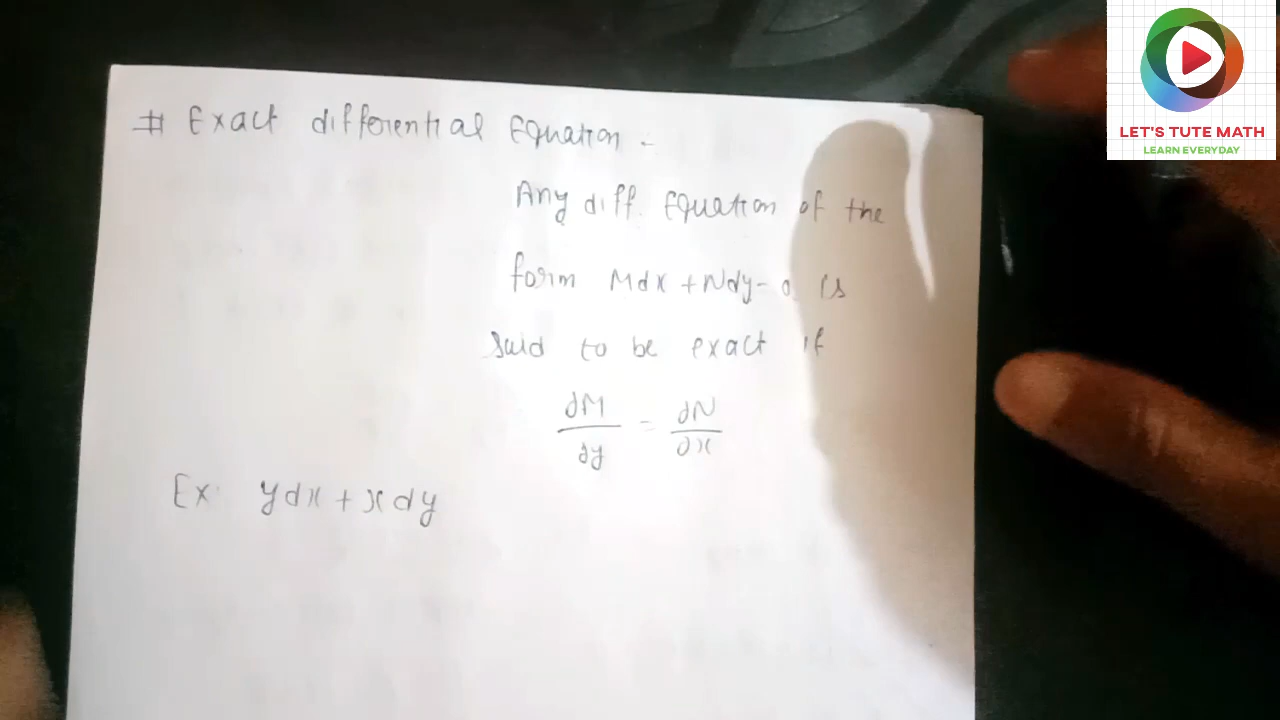 # Exact differential Equation -
Any diff. Equation of the
form Mdx + Ndy = 0. is
said to be exact if
∂M/∂y = ∂N/∂x
Ex. ydx + xdy
LET'S TUTE MATH
LEARN EVERYDAY